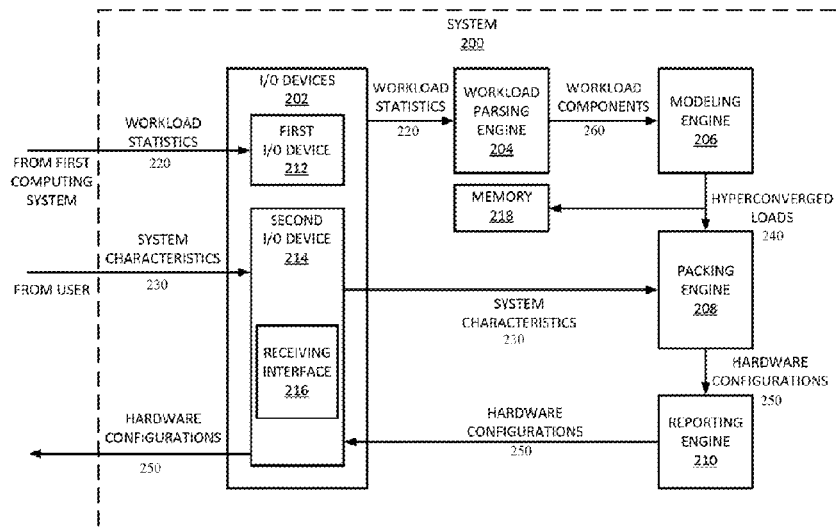 SYSTEM
200
I/O DEVICES
202
WORKLOAD
STATISTICS
220
FROM FIRST
COMPUTING
SYSTEM
FIRST
I/O DEVICE
212
WORKLOAD
STATISTICS
220
WORKLOAD
PARSING
ENGINE
204
WORKLOAD
COMPONENTS
260
MODELING
ENGINE
206
MEMORY
218
HYPERCONVERGED
LOADS
240
SYSTEM
CHARACTERISTICS
230
FROM USER
SECOND
I/O DEVICE
214
SYSTEM
CHARACTERISTICS
230
PACKING
ENGINE
208
RECEIVING
INTERFACE
216
HARDWARE
CONFIGURATIONS
250
HARDWARE
CONFIGURATIONS
250
HARDWARE
CONFIGURATIONS
250
REPORTING
ENGINE
210